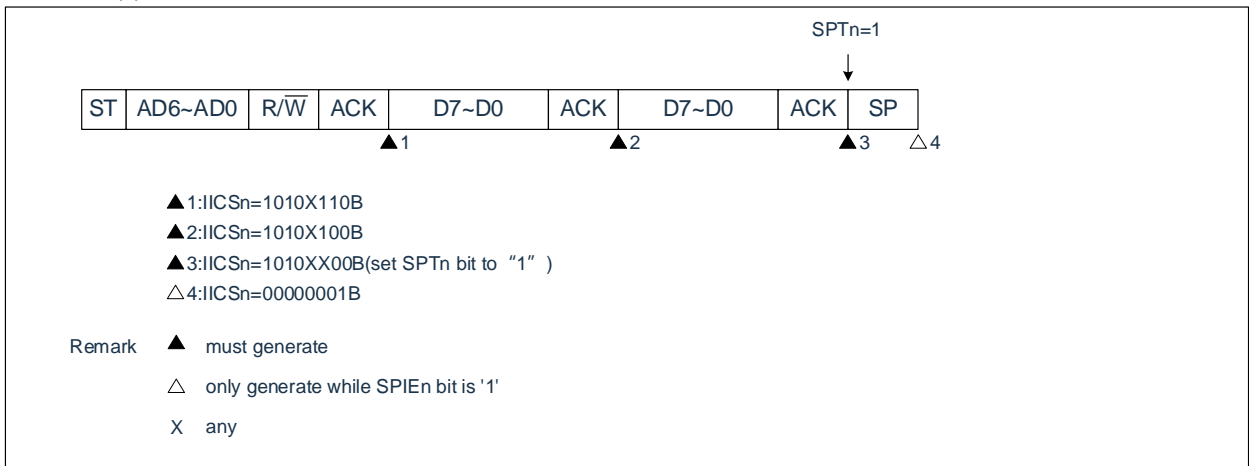 SPTn=1
ST AD6~AD0 R/W̅ ACK D7~D0 ACK D7~D0 ACK SP
▲1 ▲2 ▲3 △4
▲1:IICSn=1010X110B
▲2:IICSn=1010X100B
▲3:IICSn=1010XX00B(set SPTn bit to “1” )
△4:IICSn=00000001B
Remark ▲ must generate
△ only generate while SPIEn bit is '1'
X any